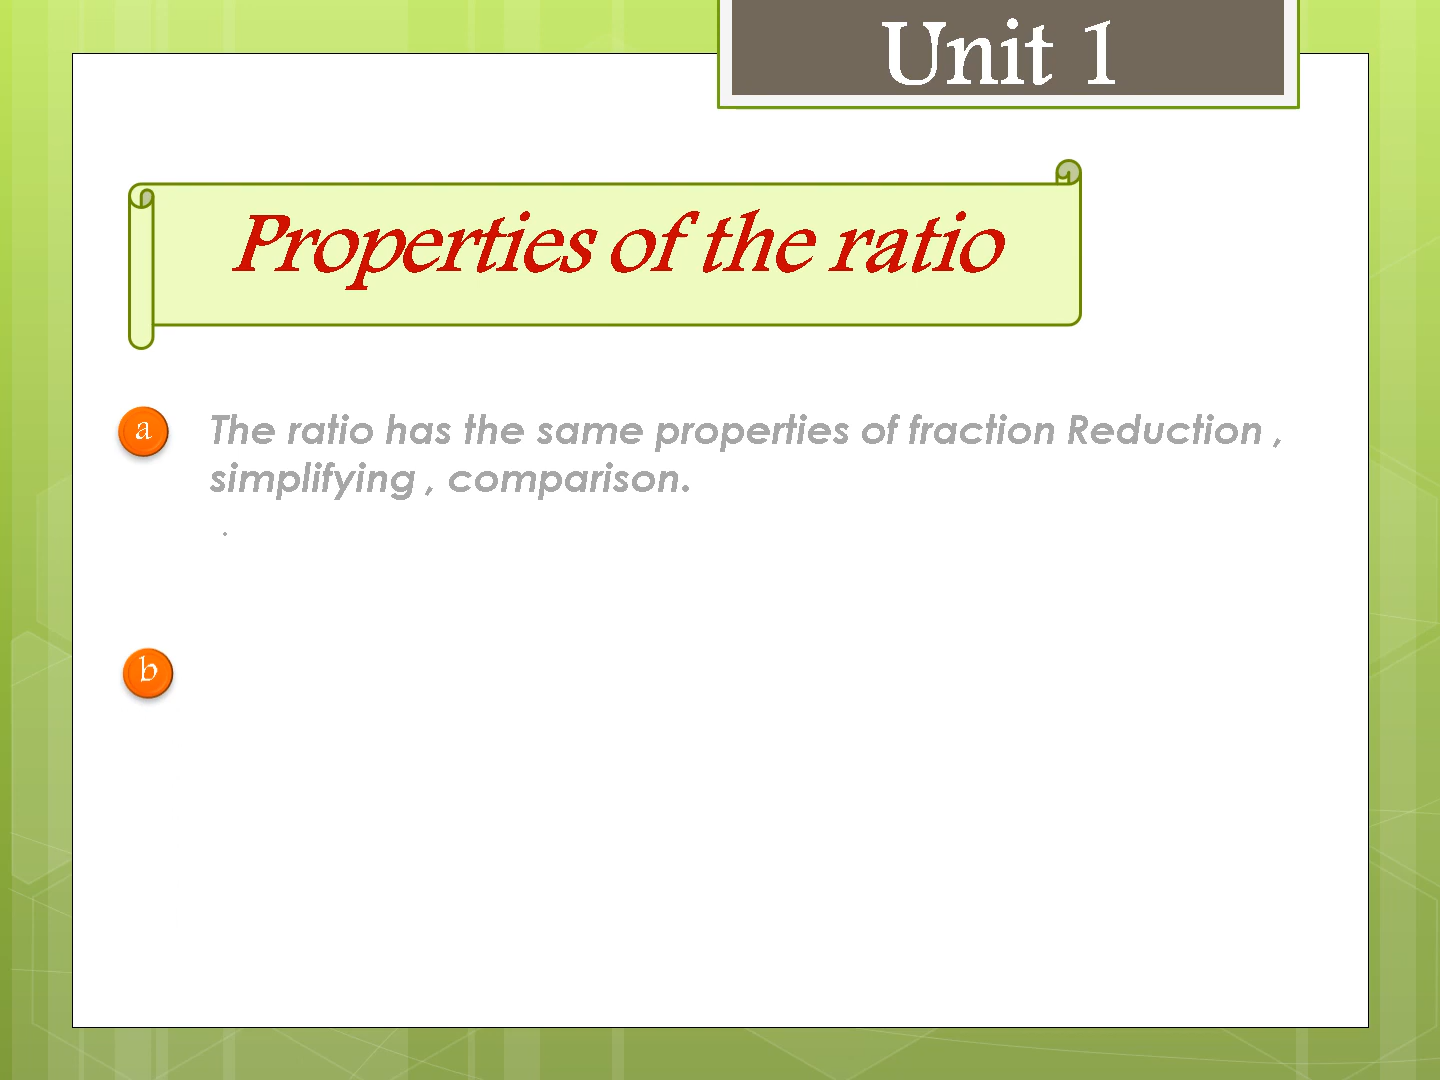 Unit 1
Properties of the ratio
a
The ratio has the same properties of fraction Reduction ,
simplifying , comparison.
.
b